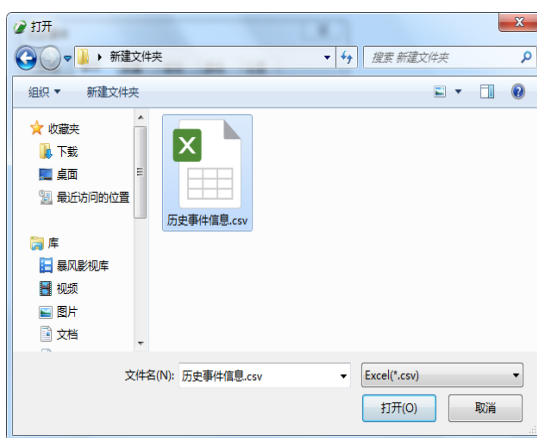 打开
新建文件夹
搜索 新建文件夹
组织 新建文件夹
收藏夹
下载
桌面
最近访问的位置
库
暴风影视库
视频
图片
文档
历史事件信息.csv
文件名(N): 历史事件信息.csv
Excel(*.csv)
打开(O) 取消